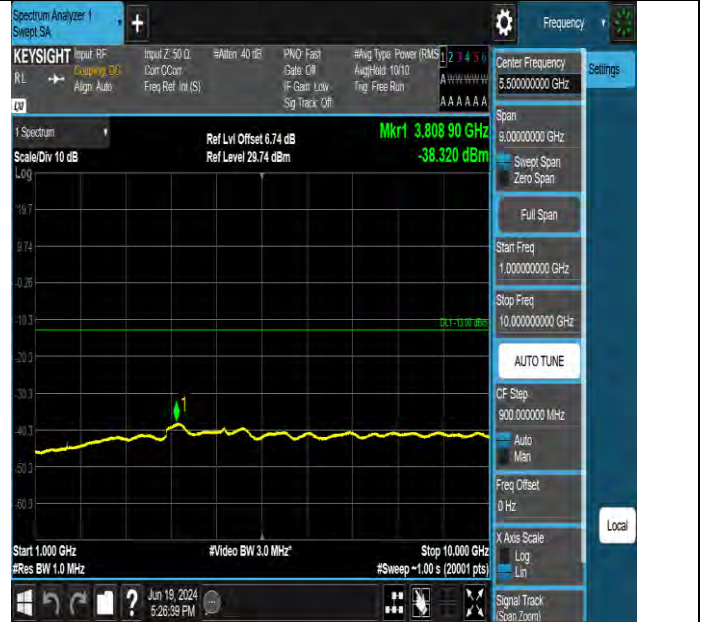 Spectrum Analyzer 1
Swept SA
+
Frequency
KEYSIGHT
RL
LXI
Input: RF
Coupling: DC
Align: Auto
Input Z: 50 Ω
Corr CCorr
Freq Ref: Int (S)
#Atten: 40 dB
PNO: Fast
Gate: Off
IF Gain: Low
Sig Track: Off
#Avg Type: Power (RMS
Avg|Hold: 10/10
Trig: Free Run
1 2 3 4 5 6
A W W W W W
A A A A A A
1 Spectrum
Scale/Div 10 dB
Log
Ref Lvl Offset 6.74 dB
Ref Level 29.74 dBm
Mkr1 3.808 90 GHz
-38.320 dBm
19.7
9.74
-0.26
-10.3
-20.3
-30.3
-40.3
-50.3
-60.3
DL1 -13.00 dBm
1
Start 1.000 GHz
#Res BW 1.0 MHz
#Video BW 3.0 MHz*
Stop 10.000 GHz
#Sweep ~1.00 s (20001 pts)
?
Jun 19, 2024
5:26:39 PM
Center Frequency
5.500000000 GHz
Settings
Span
9.00000000 GHz
Swept Span
Zero Span
Full Span
Start Freq
1.000000000 GHz
Stop Freq
10.000000000 GHz
AUTO TUNE
CF Step
900.000000 MHz
Auto
Man
Freq Offset
0 Hz
X Axis Scale
Log
Lin
Signal Track
(Span Zoom)
Local